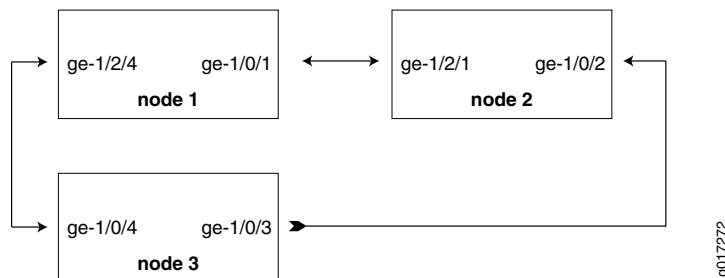 ge-1/2/4 ge-1/0/1
node 1
ge-1/2/1 ge-1/0/2
node 2
ge-1/0/4 ge-1/0/3
node 3
g017272